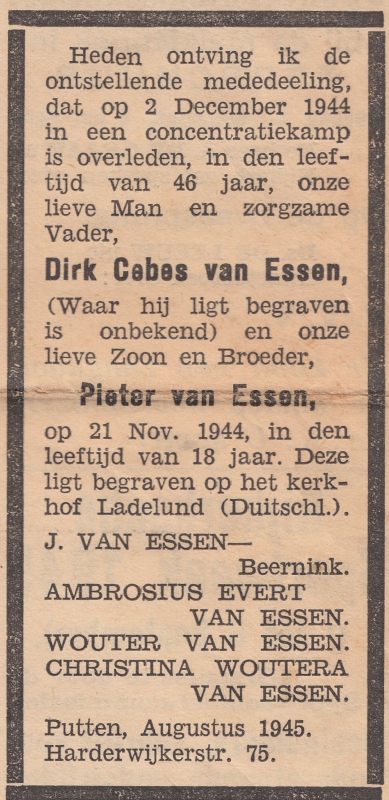 Heden ontving ik de
ontstellende mededeeling,
dat op 2 December 1944
in een concentratiekamp
is overleden, in den leef-
tijd van 46 jaar, onze
lieve Man en zorgzame
Vader,
Dirk Cebes van Essen,
(Waar hij ligt begraven
is onbekend) en onze
lieve Zoon en Broeder,
Pieter van Essen,
op 21 Nov. 1944, in den
leeftijd van 18 jaar. Deze
ligt begraven op het kerk-
hof Ladelund (Duitschl.).
J. VAN ESSEN—
Beernink.
AMBROSIUS EVERT
VAN ESSEN.
WOUTER VAN ESSEN.
CHRISTINA WOUTERA
VAN ESSEN.
Putten, Augustus 1945.
Harderwijkerstr. 75.